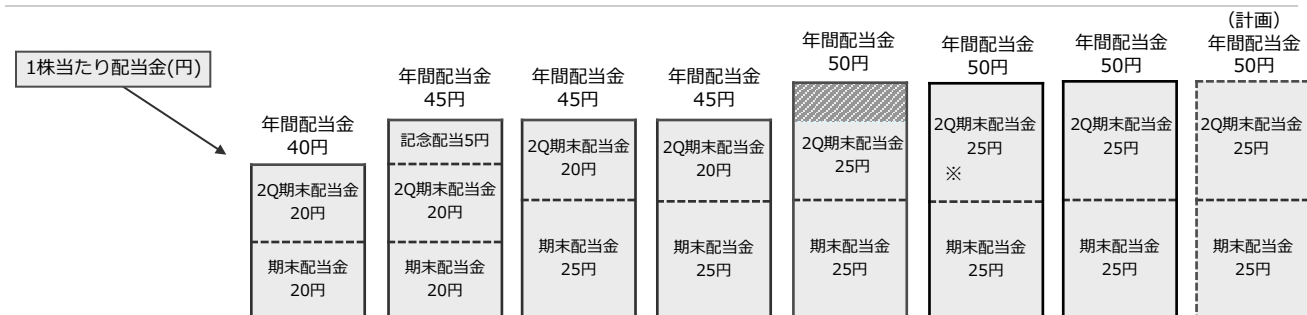 1株当たり配当金(円)
年間配当金
40円
2Q期末配当金
20円
期末配当金
20円
年間配当金
45円
記念配当5円
2Q期末配当金
20円
期末配当金
20円
年間配当金
45円
2Q期末配当金
20円
期末配当金
25円
年間配当金
45円
2Q期末配当金
20円
期末配当金
25円
年間配当金
50円
2Q期末配当金
25円
期末配当金
25円
年間配当金
50円
2Q期末配当金
25円
※
期末配当金
25円
年間配当金
50円
2Q期末配当金
25円
期末配当金
25円
(計画)
年間配当金
50円
2Q期末配当金
25円
期末配当金
25円